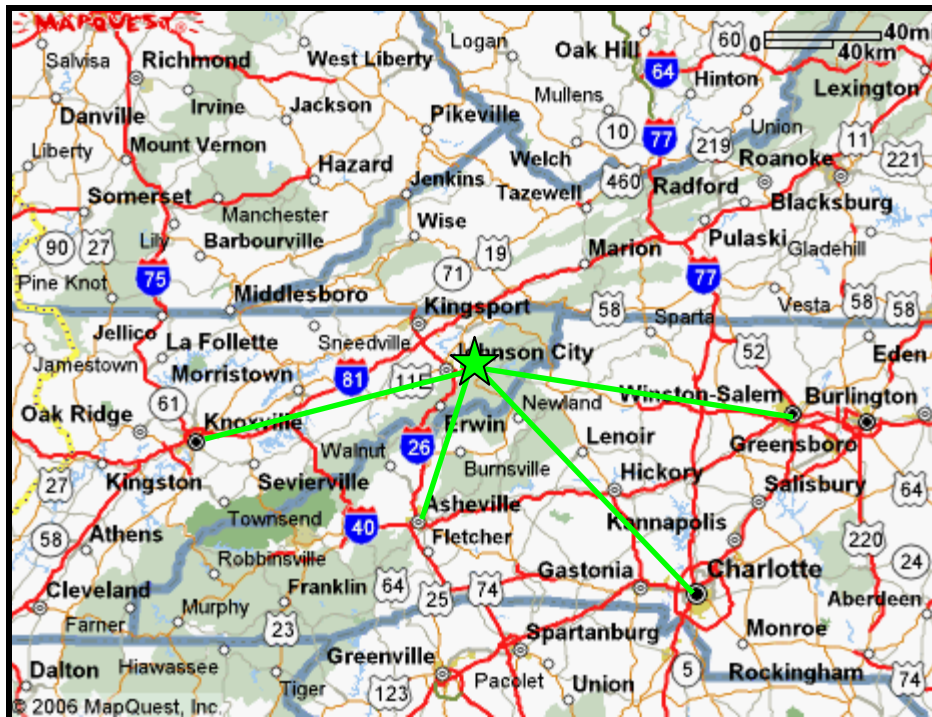 MAPQUEST
40mi
0
40km
60
Logan
Oak Hill
Salvisa
Richmond
West Liberty
64
Hinton
Lexington
Irvine
Jackson
Mullens
Danville
Pikeville
10
77
219
Union
11
Liberty
Mount Vernon
Hazard
Welch
Roanoke
221
Somerset
Jenkins
Tazewell
460
Radford
Manchester
Wise
Blacksburg
90
27
Lily
Barbourville
19
Marion
Pulaski
Gladehill
75
71
77
Pine Knot
Middlesboro
Kingsport
58
Vesta
58
58
Jellico
Sneedville
Sparta
La Follette
Johnson City
52
Eden
Jamestown
Morristown
81
11E
Winston-Salem
Burlington
61
Newland
Oak Ridge
Knoxville
Erwin
Greensboro
Walnut
26
Lenoir
Burnsville
Hickory
27
Kingston
Sevierville
Salisbury
64
Asheville
Townsend
40
Kannapolis
58
Athens
Fletcher
220
Robbinsville
24
Gastonia
Charlotte
Cleveland
Franklin
64
25
74
Aberdeen
Farner
Murphy
23
Monroe
Spartanburg
Hiawassee
Greenville
Dalton
5
Rockingham
74
Tiger
123
Pacolet
Union
© 2006 MapQuest, Inc.